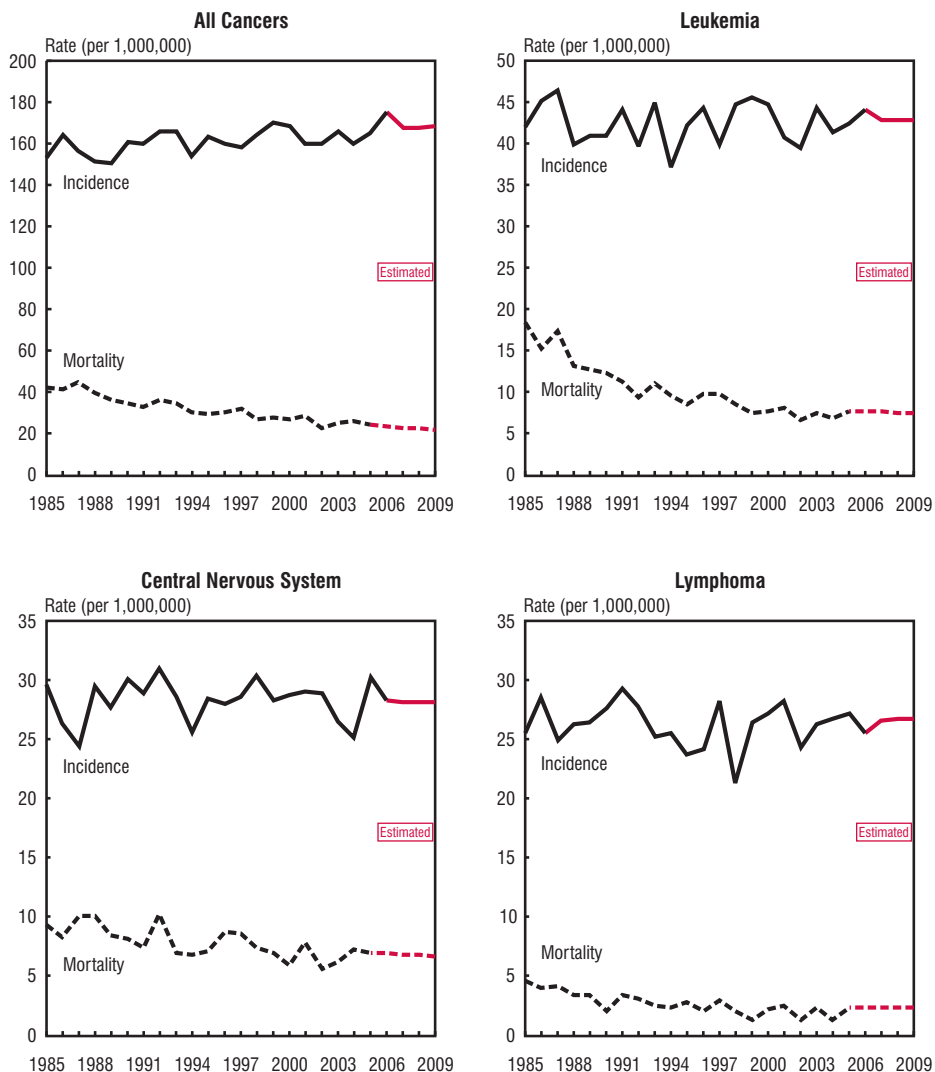 All Cancers
Rate (per 1,000,000)
200
180
160
140
120
100
80
60
40
20
0
Incidence
Estimated
Mortality
1985 1988 1991 1994 1997 2000 2003 2006 2009
Leukemia
Rate (per 1,000,000)
50
45
40
35
30
25
20
15
10
5
0
Incidence
Estimated
Mortality
1985 1988 1991 1994 1997 2000 2003 2006 2009
Central Nervous System
Rate (per 1,000,000)
35
30
25
20
15
10
5
0
Incidence
Estimated
Mortality
1985 1988 1991 1994 1997 2000 2003 2006 2009
Lymphoma
Rate (per 1,000,000)
35
30
25
20
15
10
5
0
Incidence
Estimated
Mortality
1985 1988 1991 1994 1997 2000 2003 2006 2009